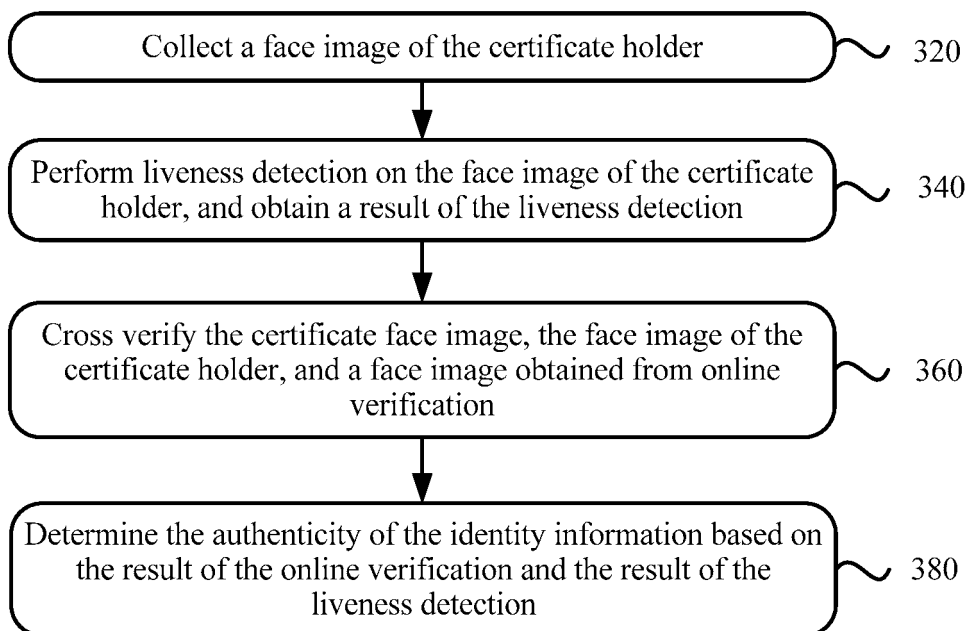 Collect a face image of the certificate holder
320
Perform liveness detection on the face image of the certificate
holder, and obtain a result of the liveness detection
340
Cross verify the certificate face image, the face image of the
certificate holder, and a face image obtained from online
verification
360
Determine the authenticity of the identity information based on
the result of the online verification and the result of the
liveness detection
380